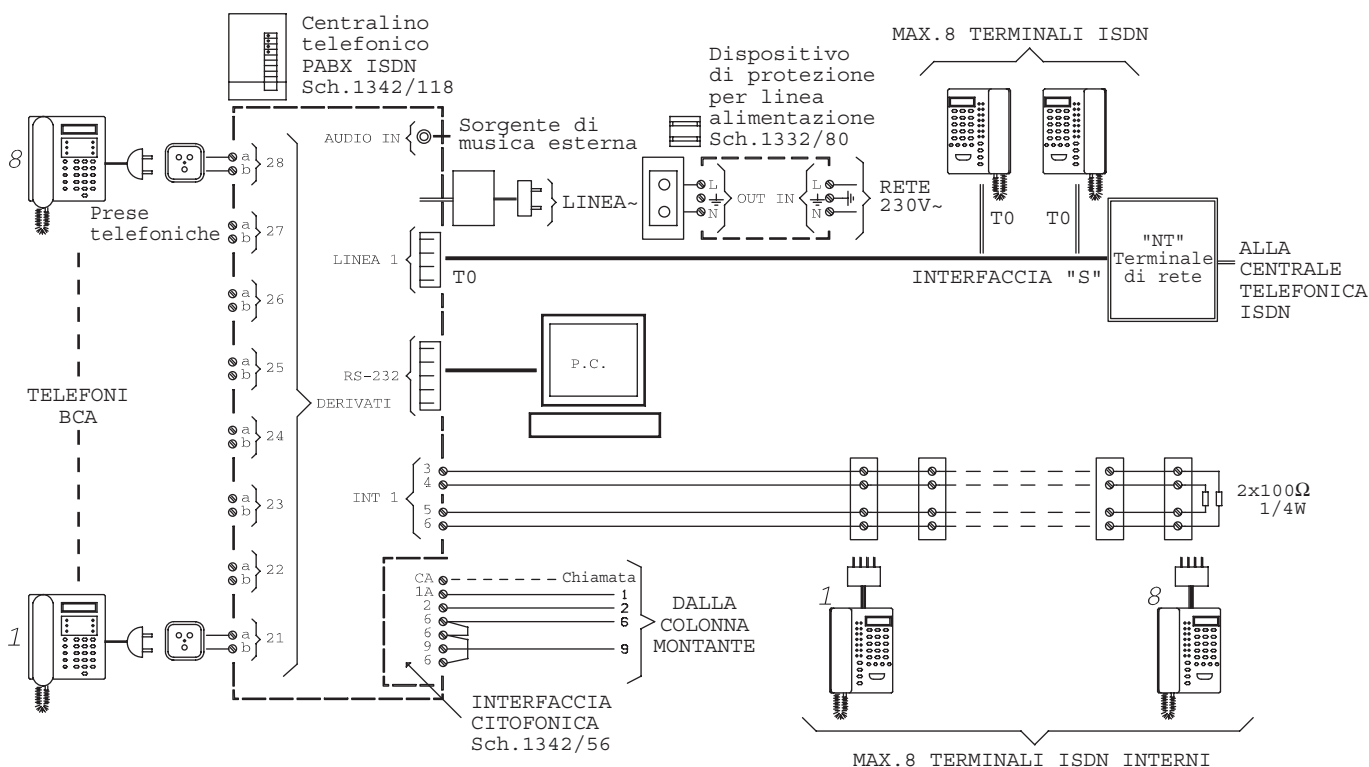 Centralino
telefonico
PABX ISDN
Sch.1342/118
Dispositivo
di protezione
per linea
alimentazione
Sch.1332/80
MAX.8 TERMINALI ISDN
8
Prese
telefoniche
TELEFONI
BCA
1
a
b
28
a
b
27
a
b
26
a
b
25
a
b
24
a
b
23
a
b
22
a
b
21
DERIVATI
AUDIO IN
Sorgente di
musica esterna
LINEA~
L
N
OUT IN
L
N
RETE
230V~
T0
T0
LINEA 1
T0
INTERFACCIA "S"
"NT"
Terminale
di rete
ALLA
CENTRALE
TELEFONICA
ISDN
RS-232
P.C.
INT 1
3
4
5
6
2x100Ω
1/4W
CA
Chiamata
1A
1
2
2
6
6
6
9
9
6
DALLA
COLONNA
MONTANTE
INTERFACCIA
CITOFONICA
Sch.1342/56
1
8
MAX.8 TERMINALI ISDN INTERNI